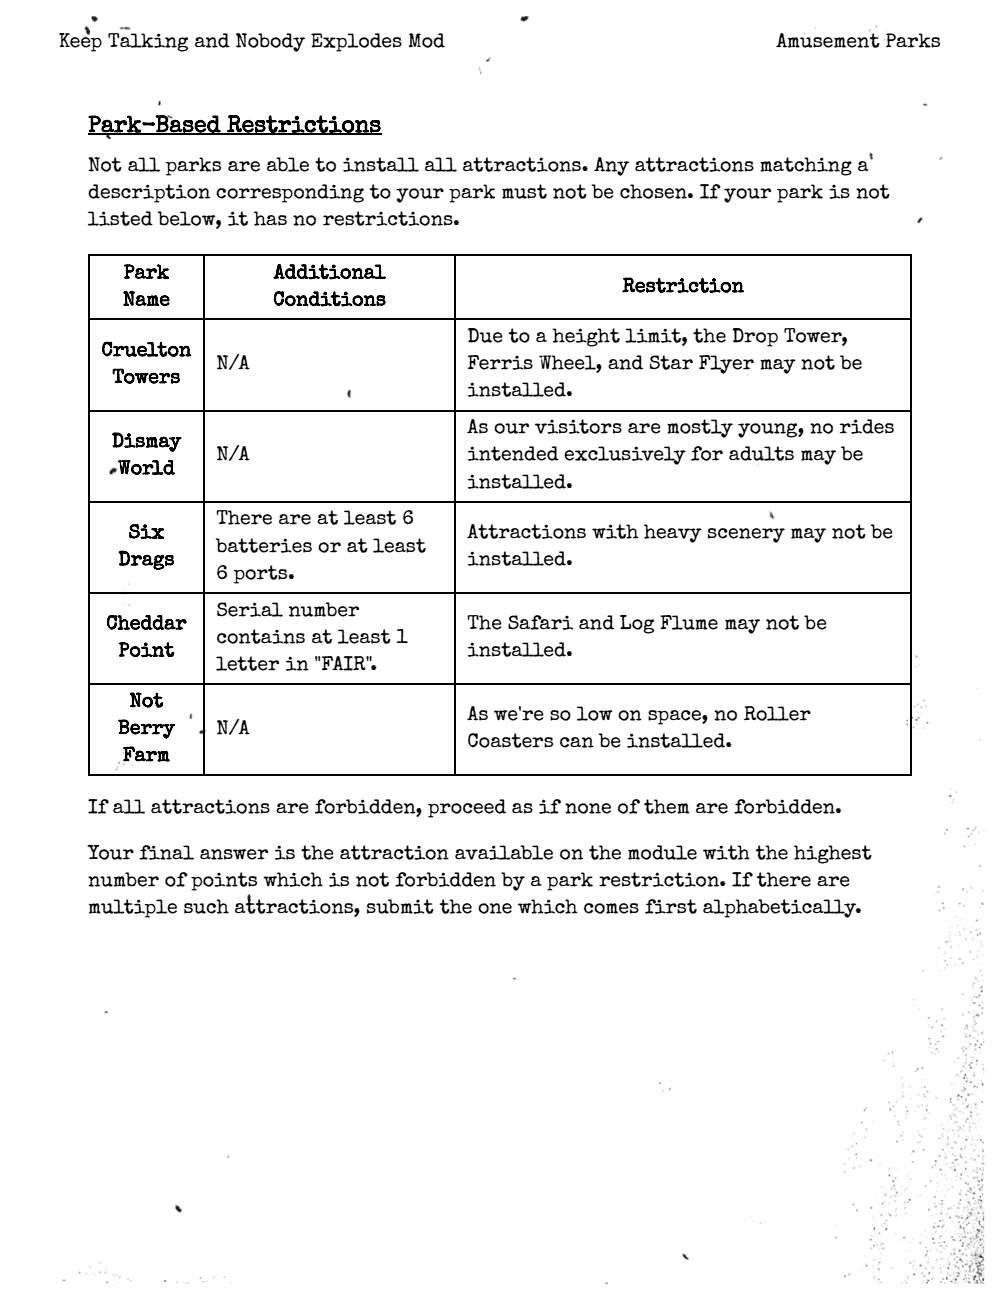 Keep Talking and Nobody Explodes Mod
Amusement Parks
Park-Based Restrictions
Not all parks are able to install all attractions. Any attractions matching a
description corresponding to your park must not be chosen. If your park is not
listed below, it has no restrictions.
Park
Name
Additional
Conditions
Restriction
Cruelton
Towers
N/A
Due to a height limit, the Drop Tower,
Ferris Wheel, and Star Flyer may not be
installed.
Dismay
World
N/A
As our visitors are mostly young, no rides
intended exclusively for adults may be
installed.
Six
Drags
There are at least 6
batteries or at least
6 ports.
Attractions with heavy scenery may not be
installed.
Cheddar
Point
Serial number
contains at least 1
letter in "FAIR".
The Safari and Log Flume may not be
installed.
Not
Berry
Farm
N/A
As we're so low on space, no Roller
Coasters can be installed.
If all attractions are forbidden, proceed as if none of them are forbidden.
Your final answer is the attraction available on the module with the highest
number of points which is not forbidden by a park restriction. If there are
multiple such attractions, submit the one which comes first alphabetically.